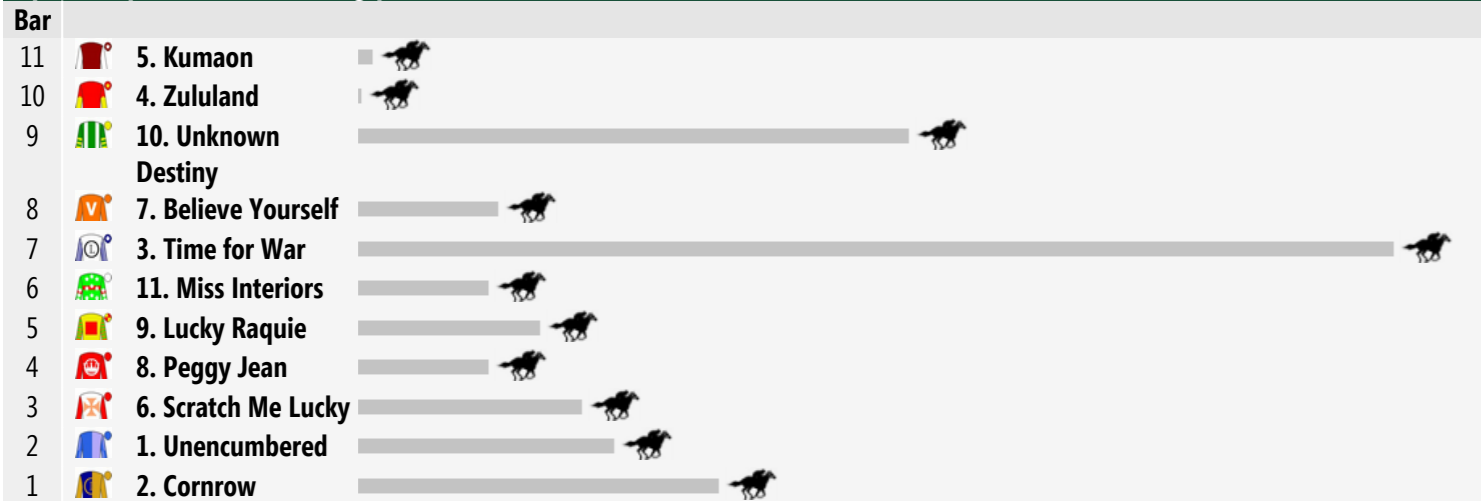 Bar
11 5. Kumaon
10 4. Zululand
9 10. Unknown
Destiny
8 7. Believe Yourself
7 3. Time for War
6 11. Miss Interiors
5 9. Lucky Raquie
4 8. Peggy Jean
3 6. Scratch Me Lucky
2 1. Unencumbered
1 2. Cornrow